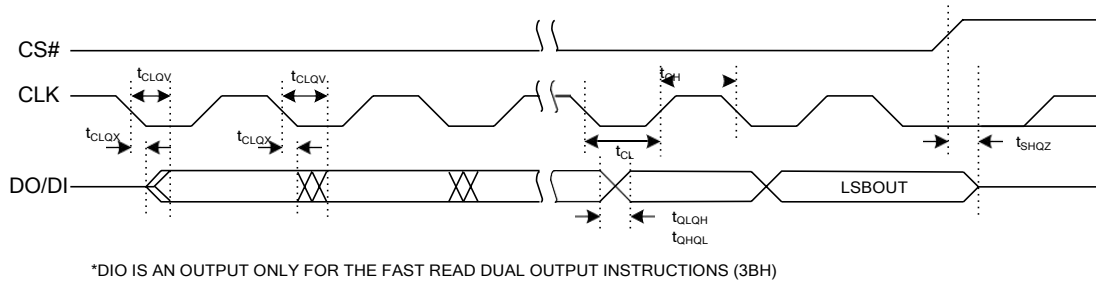 CS#
tCLQV tCLQV tCH
CLK
tCLQX tCLQX tCL tSHQZ
DO/DI LSBOUT
tQLQH
tQHQL
*DIO IS AN OUTPUT ONLY FOR THE FAST READ DUAL OUTPUT INSTRUCTIONS (3BH)